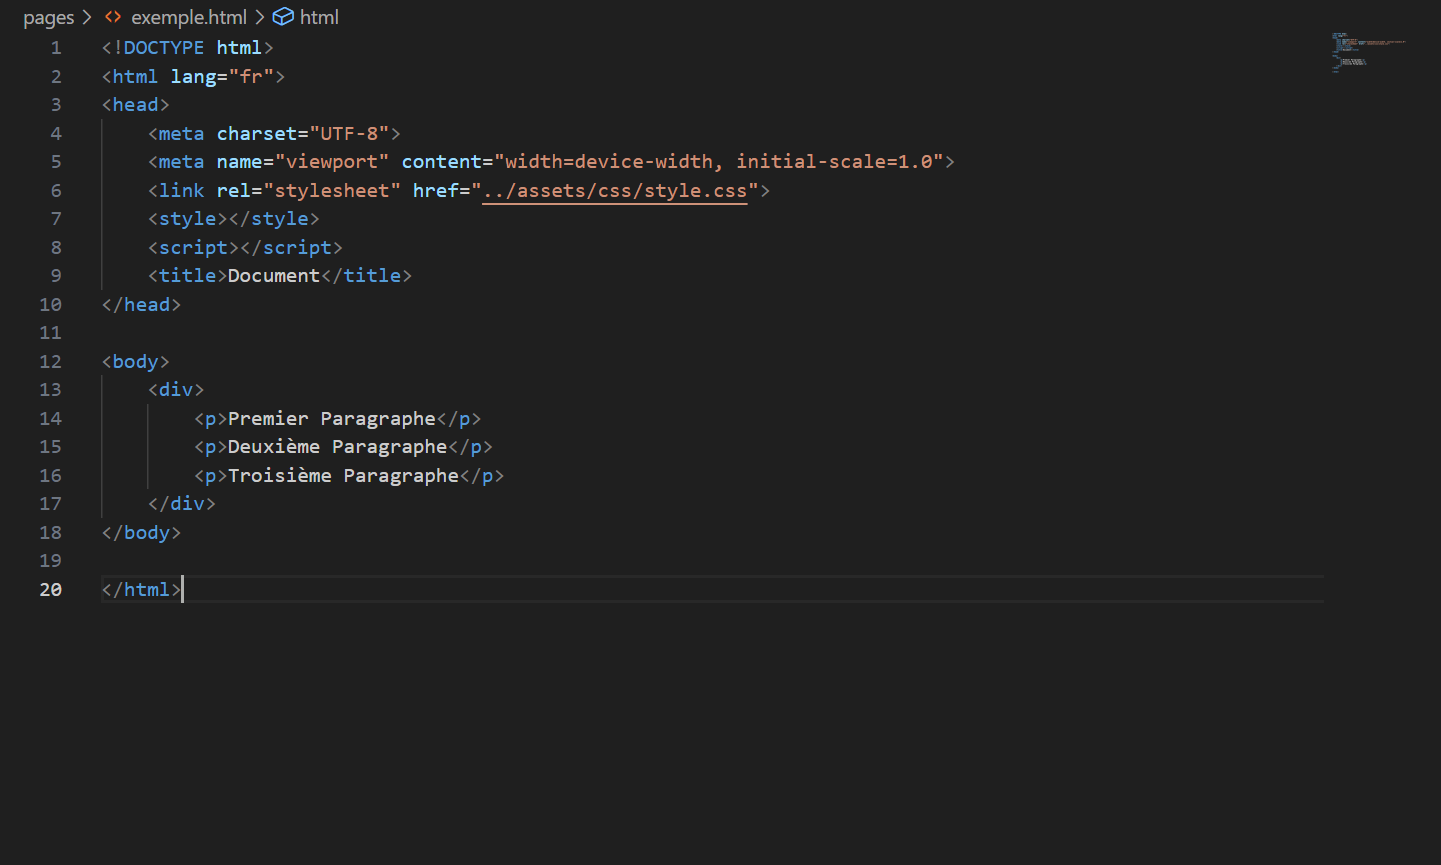 pages > <> exemple.html > html
1 <!DOCTYPE html>
2 <html lang="fr">
3 <head>
4     <meta charset="UTF-8">
5     <meta name="viewport" content="width=device-width, initial-scale=1.0">
6     <link rel="stylesheet" href="../assets/css/style.css">
7     <style></style>
8     <script></script>
9     <title>Document</title>
10 </head>
11
12 <body>
13     <div>
14         <p>Premier Paragraphe</p>
15         <p>Deuxième Paragraphe</p>
16         <p>Troisième Paragraphe</p>
17     </div>
18 </body>
19
20 </html>